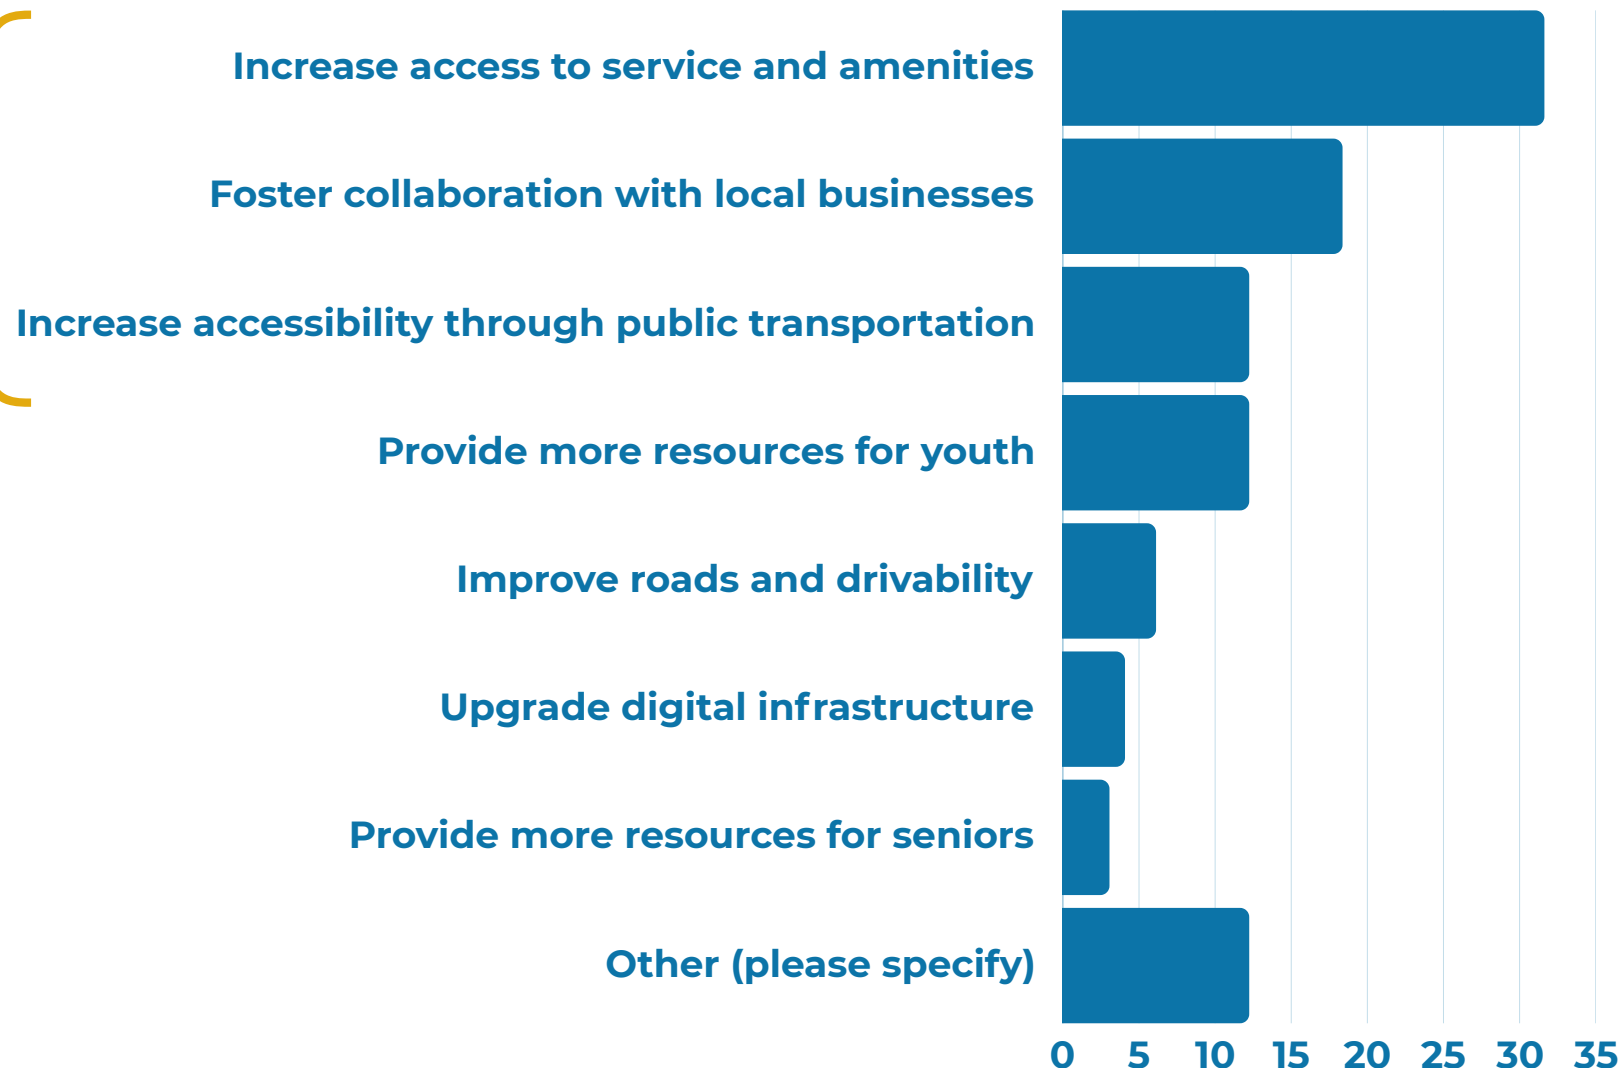 Increase access to service and amenities
Foster collaboration with local businesses
Increase accessibility through public transportation
Provide more resources for youth
Improve roads and drivability
Upgrade digital infrastructure
Provide more resources for seniors
Other (please specify)
0 5 10 15 20 25 30 35